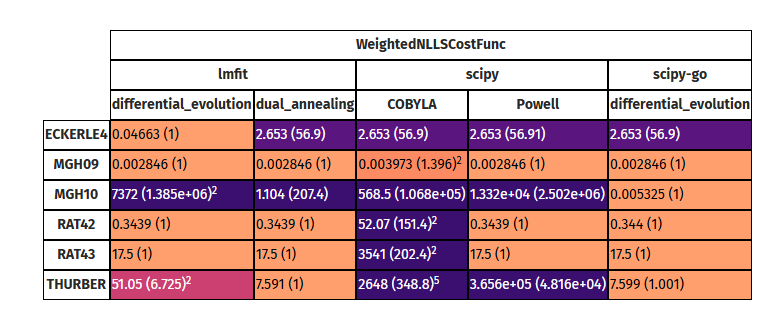 WeightedNLLSCostFunc
lmfit scipy scipy-go
differential_evolution dual_annealing COBYLA Powell differential_evolution
ECKERLE4 0.04663 (1) 2.653 (56.9) 2.653 (56.9) 2.653 (56.91) 2.653 (56.9)
MGH09 0.002846 (1) 0.002846 (1) 0.003973 (1.396)² 0.002846 (1) 0.002846 (1)
MGH10 7372 (1.385e+06)² 1.104 (207.4) 568.5 (1.068e+05) 1.332e+04 (2.502e+06) 0.005325 (1)
RAT42 0.3439 (1) 0.3439 (1) 52.07 (151.4)² 0.3439 (1) 0.344 (1)
RAT43 17.5 (1) 17.5 (1) 3541 (202.4)² 17.5 (1) 17.5 (1)
THURBER 51.05 (6.725)² 7.591 (1) 2648 (348.8)⁵ 3.656e+05 (4.816e+04) 7.599 (1.001)